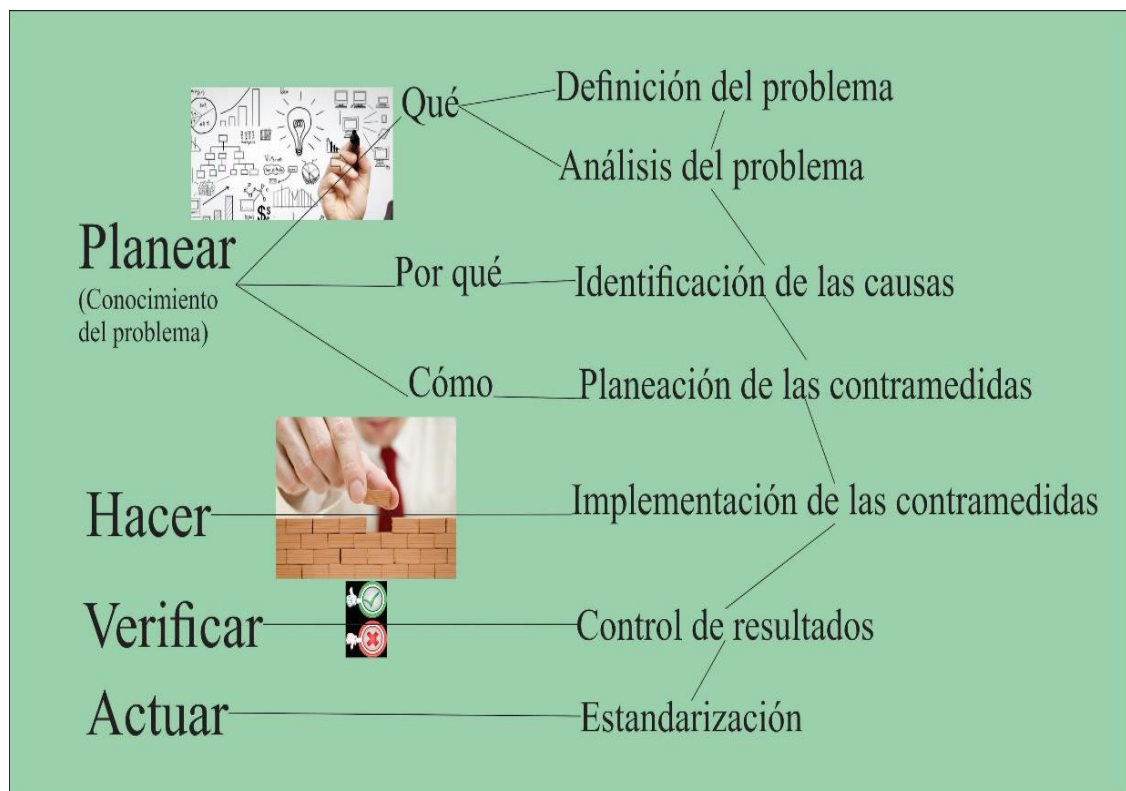 Qué
Definición del problema
Análisis del problema
Planear
(Conocimiento
del problema)
Por qué
Identificación de las causas
Cómo
Planeación de las contramedidas
Hacer
Implementación de las contramedidas
Verificar
Control de resultados
Actuar
Estandarización